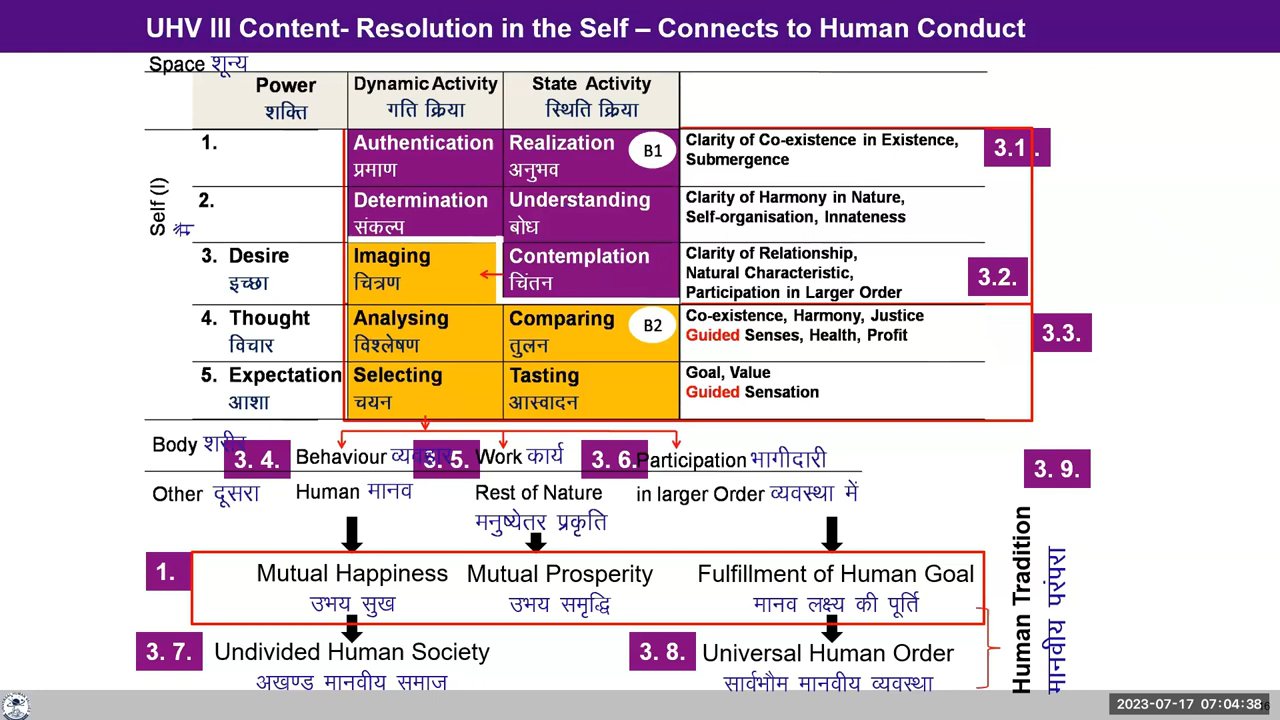 UHV III Content- Resolution in the Self – Connects to Human Conduct
Space शून्य
Power Dynamic Activity State Activity
शक्ति गति क्रिया स्थिति क्रिया
Self (I)
मैं
1. Authentication Realization B1 Clarity of Co-existence in Existence, 3.1.
प्रमाण अनुभव Submergence
2. Determination Understanding Clarity of Harmony in Nature,
संकल्प बोध Self-organisation, Innateness
3. Desire Imaging Contemplation Clarity of Relationship,
इच्छा चित्रण चिंतन Natural Characteristic, 3.2.
Participation in Larger Order
4. Thought Analysing Comparing B2 Co-existence, Harmony, Justice
विचार विश्लेषण तुलन Guided Senses, Health, Profit 3.3.
5. Expectation Selecting Tasting Goal, Value
आशा चयन आस्वादन Guided Sensation
Body शरीर 3. 4. Behaviour व्यवहार 3. 5. Work कार्य 3. 6. Participation भागीदारी 3. 9.
Other दूसरा Human मानव Rest of Nature in larger Order व्यवस्था में
मनुष्येतर प्रकृति
1. Mutual Happiness Mutual Prosperity Fulfillment of Human Goal
उभय सुख उभय समृद्धि मानव लक्ष्य की पूर्ति
3. 7. Undivided Human Society 3. 8. Universal Human Order
अखण्ड मानवीय समाज सार्वभौम मानवीय व्यवस्था
Human Tradition
मानवीय परंपरा
2023-07-17 07:04:38